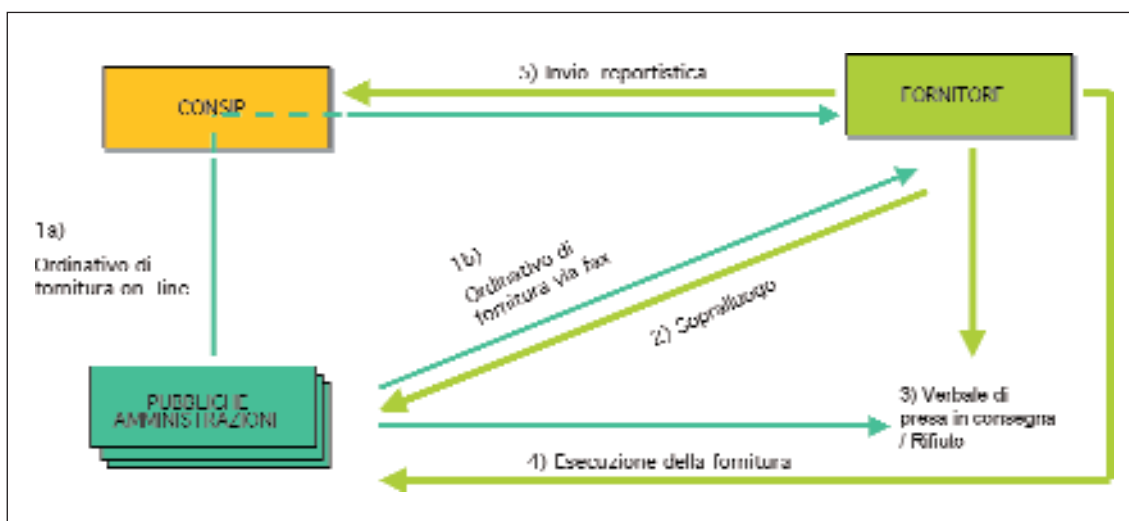 5) Invio reportistica
CONSIP
FORNITORE
1a)
Ordinativo di
fornitura on line
1b)
Ordinativo di
fornitura via fax
2) Sopralluogo
PUBBLICHE
AMMINISTRAZIONI
3) Verbale di
presa in consegna
/ Rifiuto
4) Esecuzione della fornitura